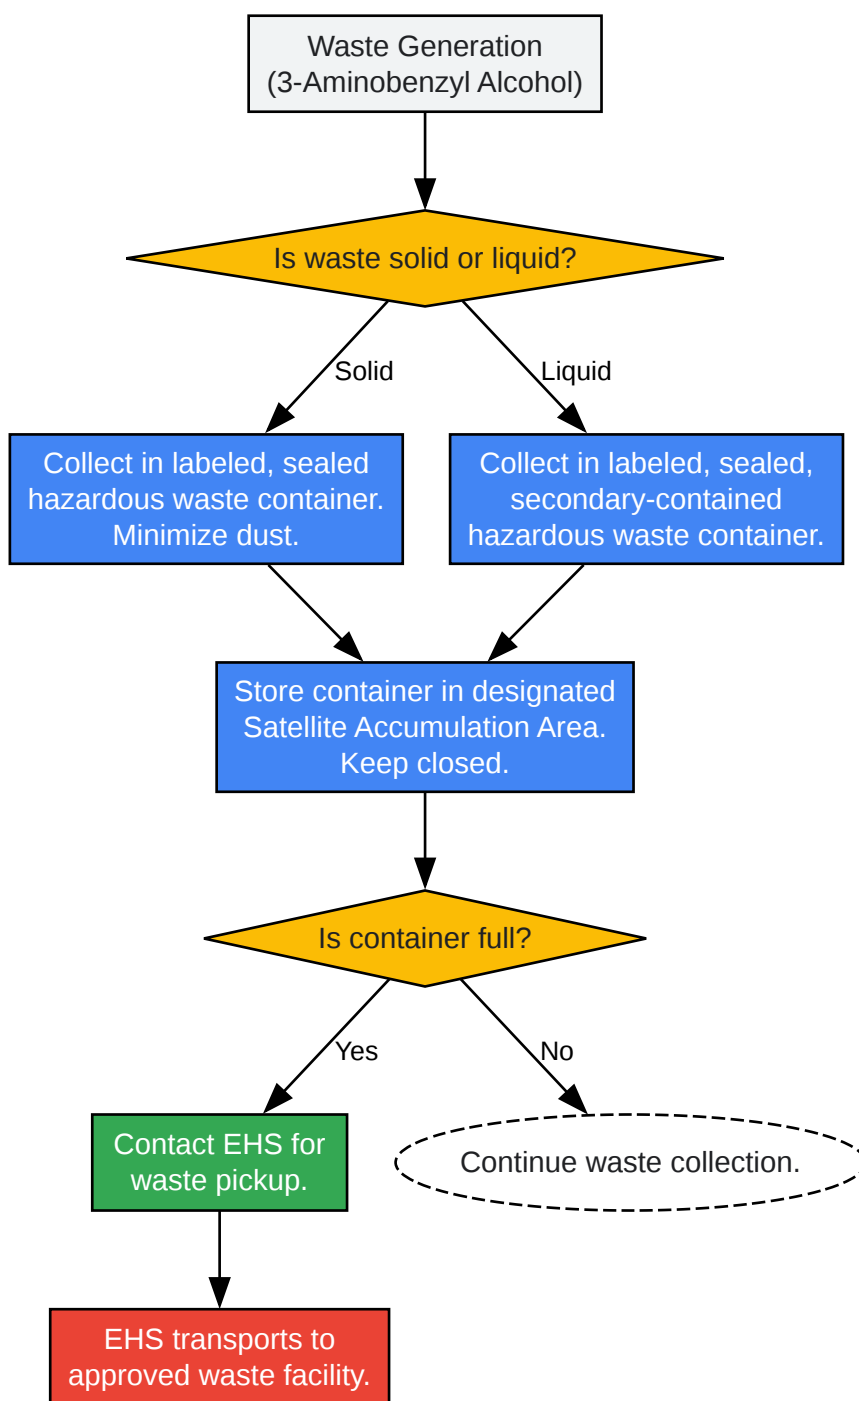 Waste Generation
(3-Aminobenzyl Alcohol)
Is waste solid or liquid?
Solid
Liquid
Collect in labeled, sealed
hazardous waste container.
Minimize dust.
Collect in labeled, sealed,
secondary-contained
hazardous waste container.
Store container in designated
Satellite Accumulation Area.
Keep closed.
Is container full?
Yes
No
Contact EHS for
waste pickup.
Continue waste collection.
EHS transports to
approved waste facility.